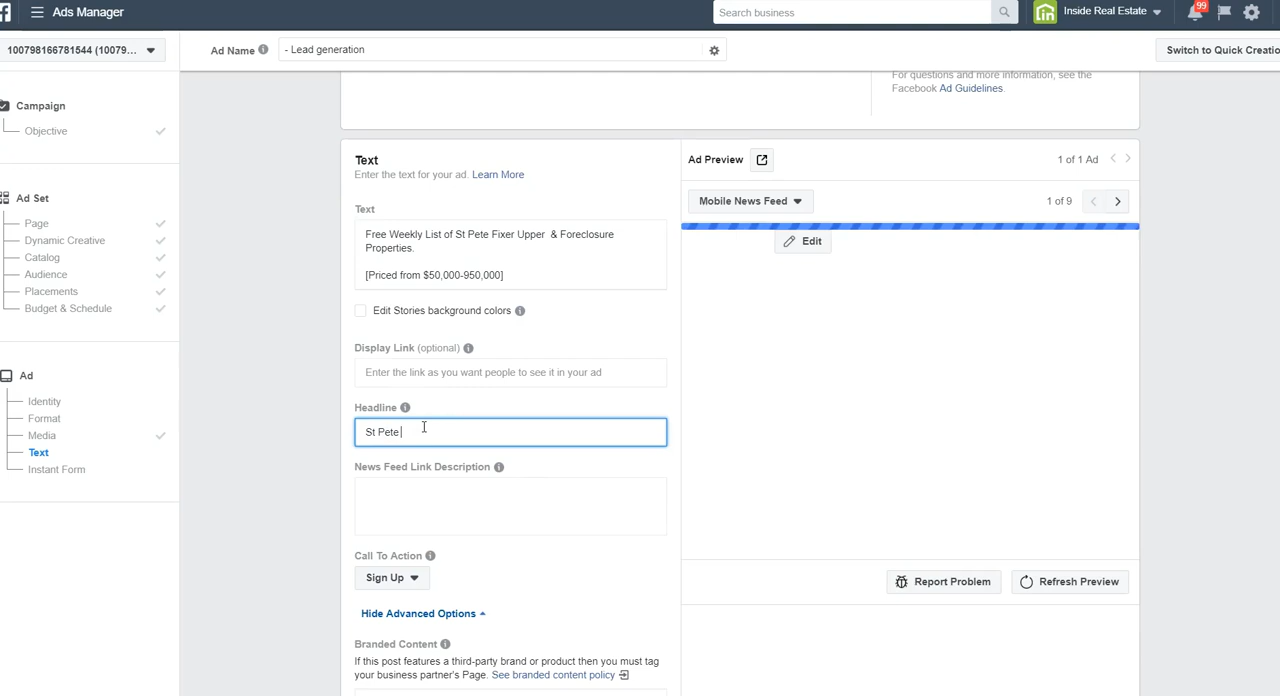 Ads Manager
Search business
in
Inside Real Estate
99
100798166781544 (10079...
Ad Name
- Lead generation
Switch to Quick Creatio
For questions and more information, see the
Facebook Ad Guidelines.
Campaign
Objective
Ad Set
Page
Dynamic Creative
Catalog
Audience
Placements
Budget & Schedule
Ad
Identity
Format
Media
Text
Instant Form
Text
Enter the text for your ad. Learn More
Text
Free Weekly List of St Pete Fixer Upper & Foreclosure
Properties.
[Priced from $50,000-950,000]
Edit Stories background colors
Display Link (optional)
Enter the link as you want people to see it in your ad
Headline
St Pete
News Feed Link Description
Call To Action
Sign Up
Hide Advanced Options
Branded Content
If this post features a third-party brand or product then you must tag
your business partner's Page. See branded content policy
Ad Preview
1 of 1 Ad
Mobile News Feed
1 of 9
Edit
Report Problem
Refresh Preview